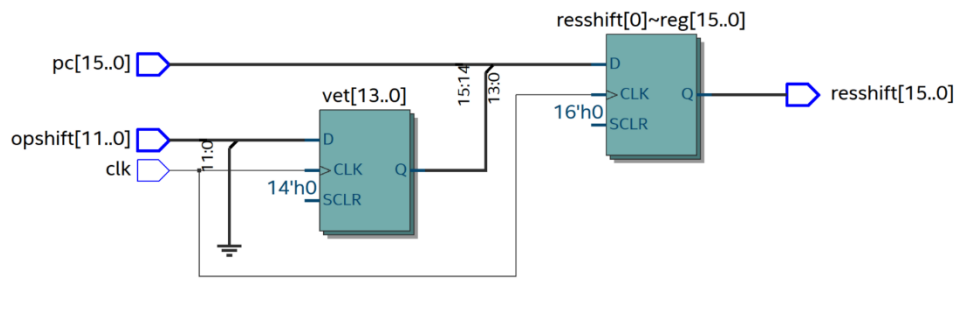 resshift[0]~reg[15..0]
pc[15..0]
15:14
13:0
D
CLK
Q
16'h0
SCLR
resshift[15..0]
vet[13..0]
opshift[11..0]
11:0
D
clk
CLK
Q
14'h0
SCLR